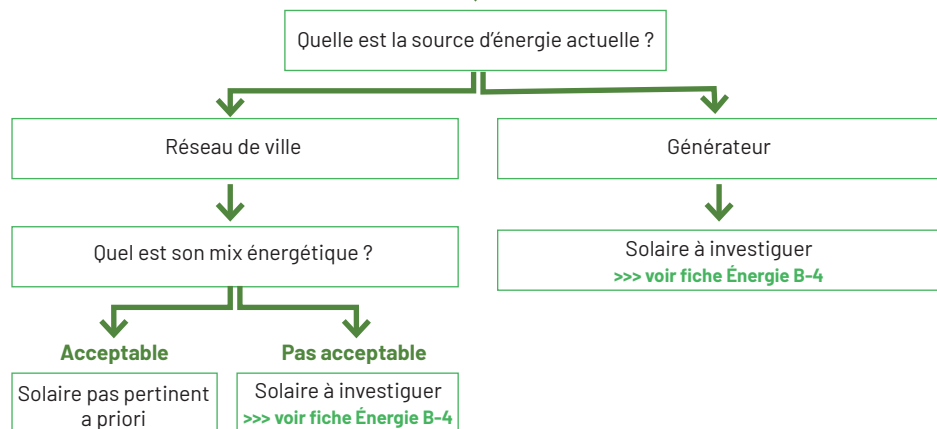 Quelle est la source d'énergie actuelle ?
Réseau de ville
Générateur
Quel est son mix énergétique ?
Solaire à investiguer
>>> voir fiche Énergie B-4
Acceptable
Pas acceptable
Solaire pas pertinent
a priori
Solaire à investiguer
>>> voir fiche Énergie B-4